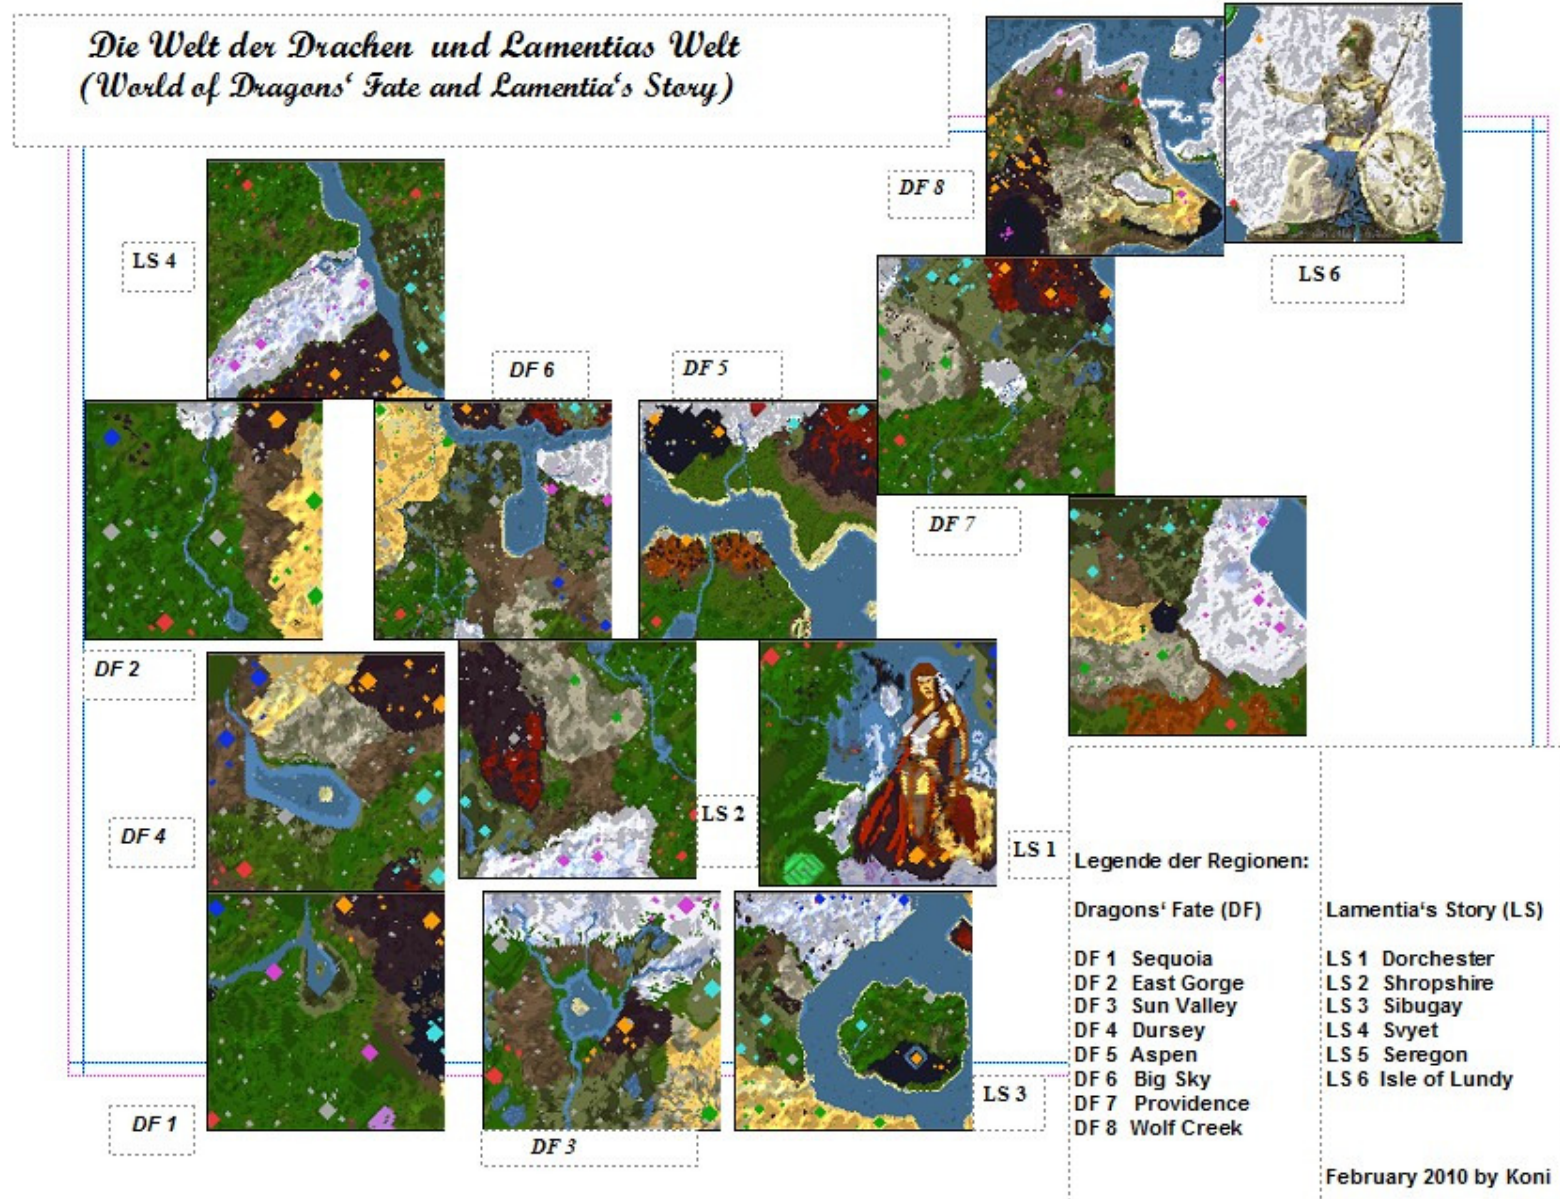 Die Welt der Drachen und Lamentias Welt
(World of Dragons‘ Fate and Lamentia‘s Story)
DF 8
LS 4
LS 6
DF 6
DF 5
DF 7
DF 2
LS 2
DF 4
LS 1
LS 3
DF 1
DF 3
Legende der Regionen:
Dragons‘ Fate (DF)
DF 1 Sequoia
DF 2 East Gorge
DF 3 Sun Valley
DF 4 Dursey
DF 5 Aspen
DF 6 Big Sky
DF 7 Providence
DF 8 Wolf Creek
Lamentia‘s Story (LS)
LS 1 Dorchester
LS 2 Shropshire
LS 3 Sibugay
LS 4 Svyet
LS 5 Seregon
LS 6 Isle of Lundy
February 2010 by Koni